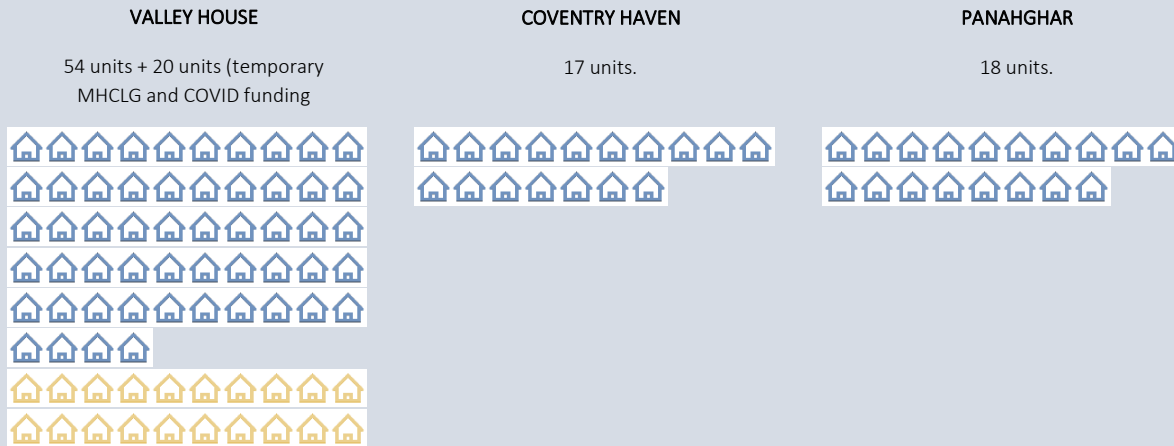 VALLEY HOUSE
54 units + 20 units (temporary
MHCLG and COVID funding
COVENTRY HAVEN
17 units.
PANAHGHAR
18 units.